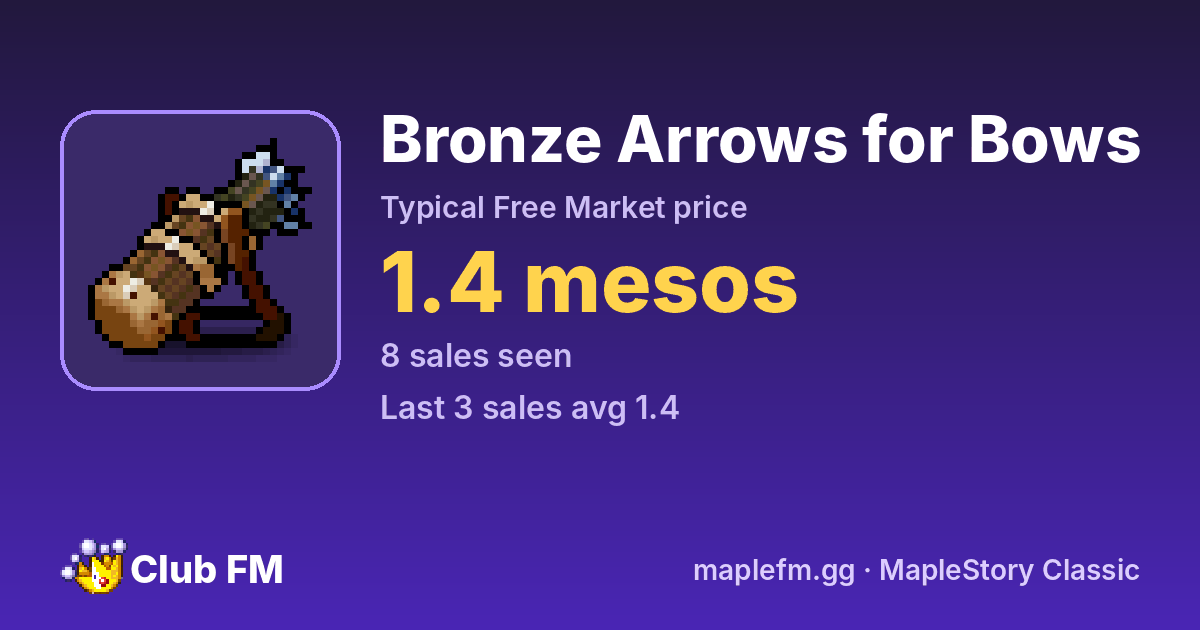 Bronze Arrows for Bows
Typical Free Market price
1.4 mesos
8 sales seen
Last 3 sales avg 1.4
Club FM
maplefm.gg · MapleStory Classic